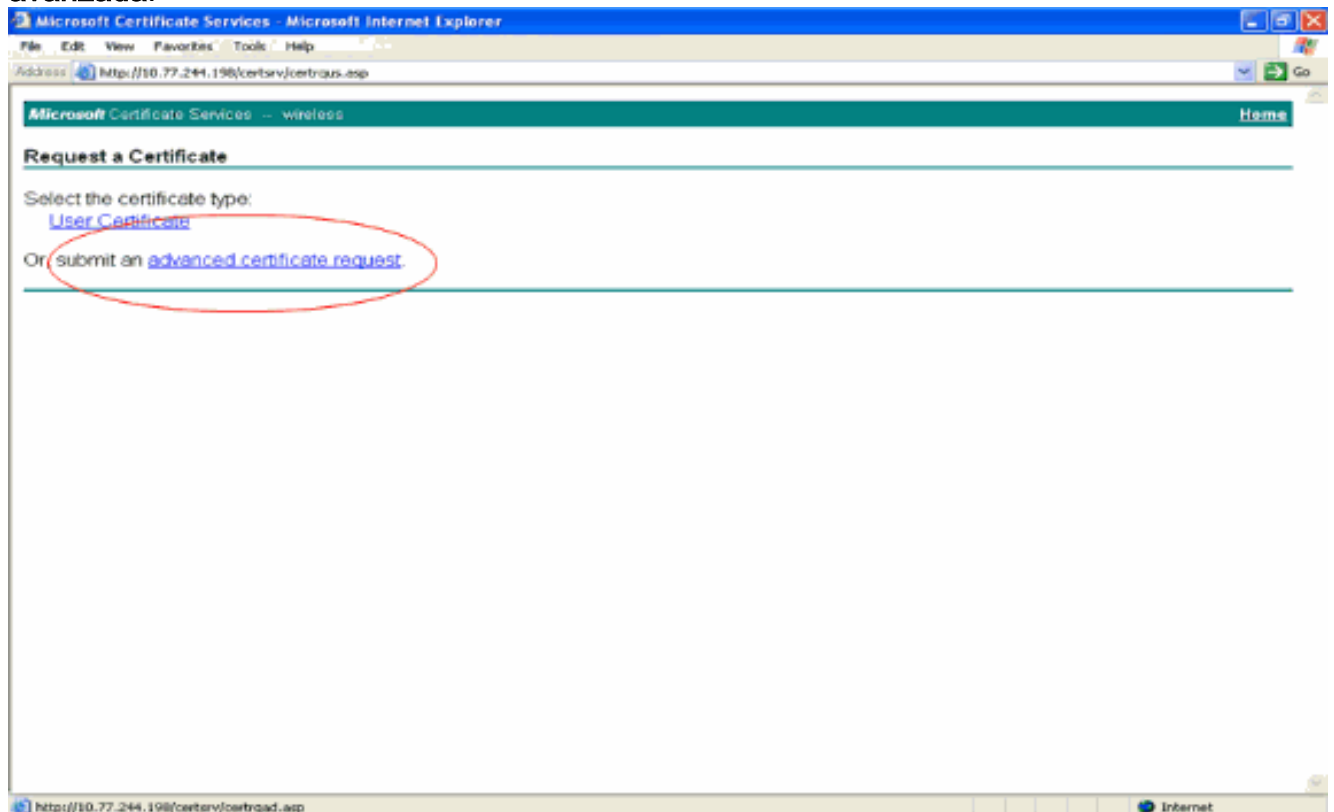 avanzada.
Microsoft Certificate Services - Microsoft Internet Explorer
File Edit View Favorites Tools Help
Address http://10.77.244.198/certsrv/certrqus.asp Go
Microsoft Certificate Services -- wireless Home
Request a Certificate
Select the certificate type:
User Certificate
Or, submit an advanced certificate request.
http://10.77.244.198/certsrv/certrqad.asp Internet